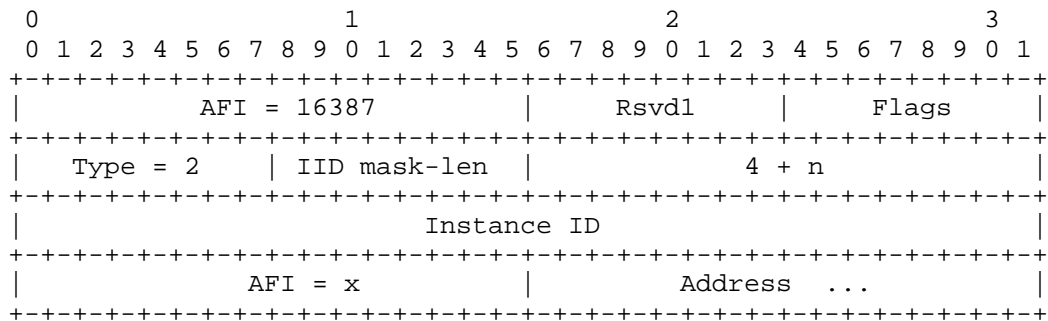 0                   1                   2                   3
 0 1 2 3 4 5 6 7 8 9 0 1 2 3 4 5 6 7 8 9 0 1 2 3 4 5 6 7 8 9 0 1
+-+-+-+-+-+-+-+-+-+-+-+-+-+-+-+-+-+-+-+-+-+-+-+-+-+-+-+-+-+-+-+-+
|           AFI = 16387         |     Rsvd1     |     Flags     |
+-+-+-+-+-+-+-+-+-+-+-+-+-+-+-+-+-+-+-+-+-+-+-+-+-+-+-+-+-+-+-+-+
|   Type = 2    | IID mask-len  |             4 + n             |
+-+-+-+-+-+-+-+-+-+-+-+-+-+-+-+-+-+-+-+-+-+-+-+-+-+-+-+-+-+-+-+-+
|                         Instance ID                           |
+-+-+-+-+-+-+-+-+-+-+-+-+-+-+-+-+-+-+-+-+-+-+-+-+-+-+-+-+-+-+-+-+
|              AFI = x          |         Address  ...          |
+-+-+-+-+-+-+-+-+-+-+-+-+-+-+-+-+-+-+-+-+-+-+-+-+-+-+-+-+-+-+-+-+